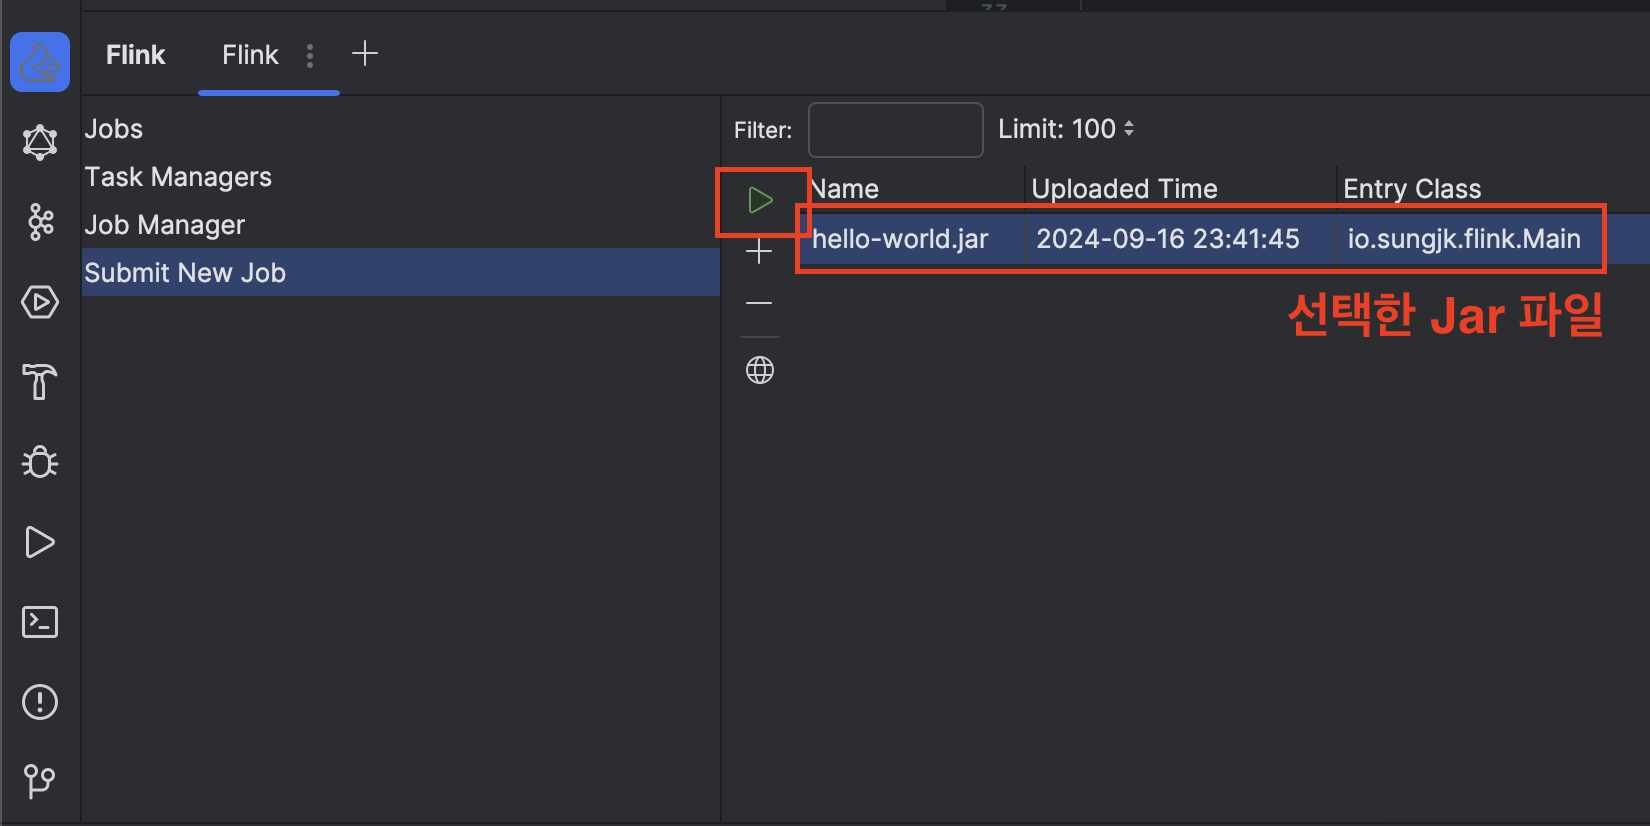 Flink Flink
Jobs
Task Managers
Job Manager
Submit New Job
Filter: Limit: 100
Name Uploaded Time Entry Class
hello-world.jar 2024-09-16 23:41:45 io.sungjk.flink.Main
선택한 Jar 파일